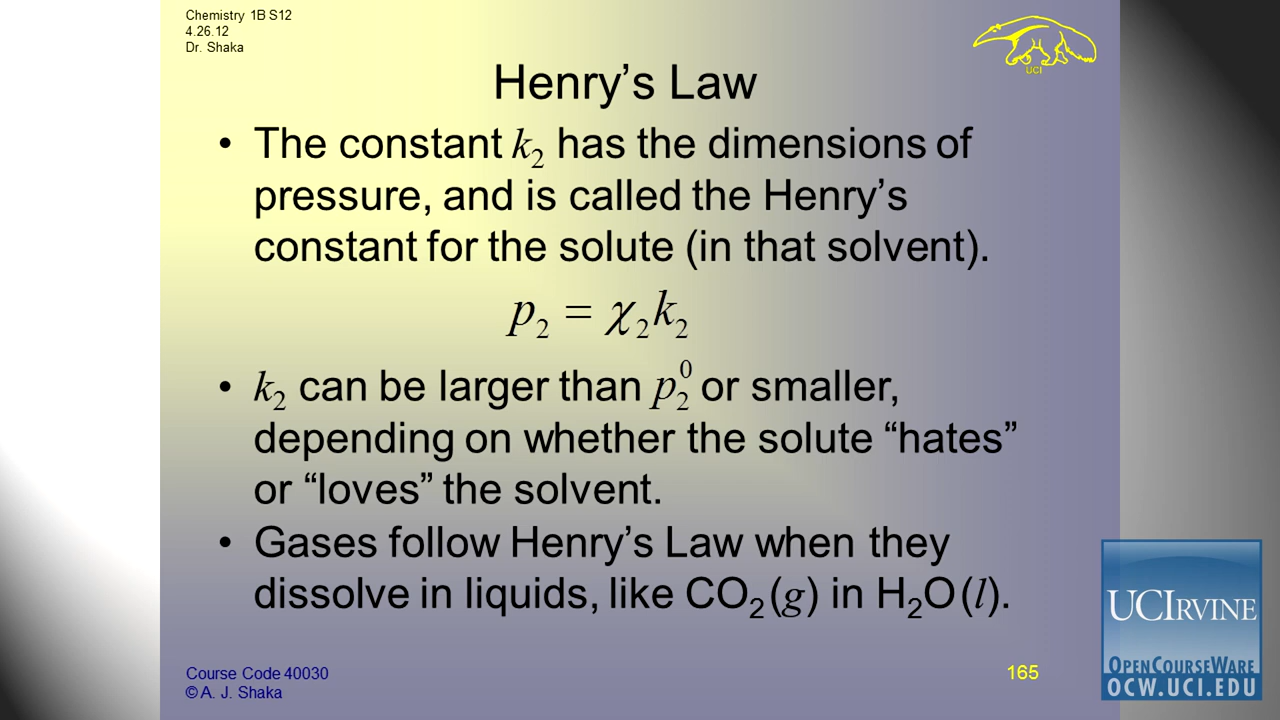 Chemistry 1B S12
4.26.12
Dr. Shaka
UCI
Henry’s Law
• The constant k₂ has the dimensions of
pressure, and is called the Henry’s
constant for the solute (in that solvent).
p₂ = χ₂k₂
• k₂ can be larger than p₂⁰ or smaller,
depending on whether the solute “hates”
or “loves” the solvent.
• Gases follow Henry’s Law when they
dissolve in liquids, like CO₂(g) in H₂O(l).
Course Code 40030
© A. J. Shaka
165
UCIRVINE
OPENCOURSEWARE
OCW.UCI.EDU